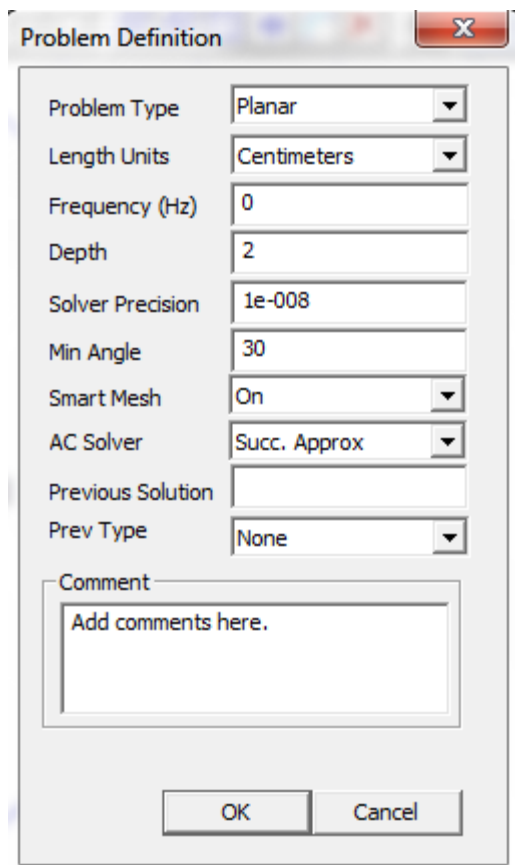 Problem Definition
Problem Type Planar
Length Units Centimeters
Frequency (Hz) 0
Depth 2
Solver Precision 1e-008
Min Angle 30
Smart Mesh On
AC Solver Succ. Approx
Previous Solution
Prev Type None
Comment
Add comments here.
OK Cancel